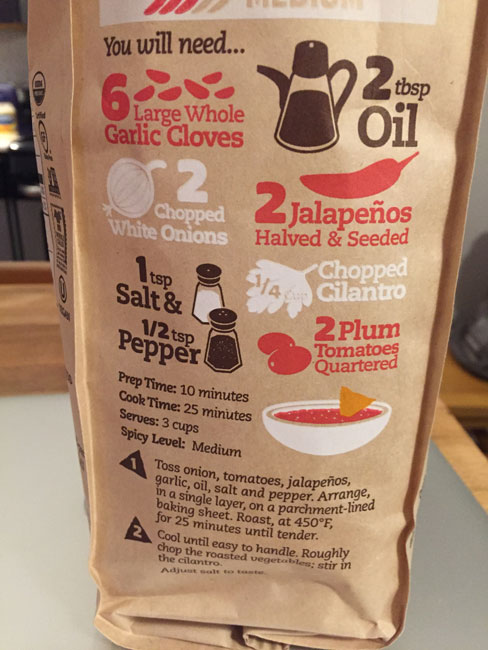 MEDIUM
You will need...
6 Large Whole
Garlic Cloves
2 tbsp
Oil
2
Chopped
White Onions
2 Jalapeños
Halved & Seeded
1 tsp
Salt &
1/2 tsp
Pepper
1/4 Cup
Chopped
Cilantro
2 Plum
Tomatoes
Quartered
Prep Time: 10 minutes
Cook Time: 25 minutes
Serves: 3 cups
Spicy Level: Medium
1
Toss onion, tomatoes, jalapeños,
garlic, oil, salt and pepper. Arrange,
in a single layer, on a parchment-lined
baking sheet. Roast, at 450°F,
for 25 minutes until tender.
2
Cool until easy to handle. Roughly
chop the roasted vegetables; stir in
the cilantro.
Adjust salt to taste.